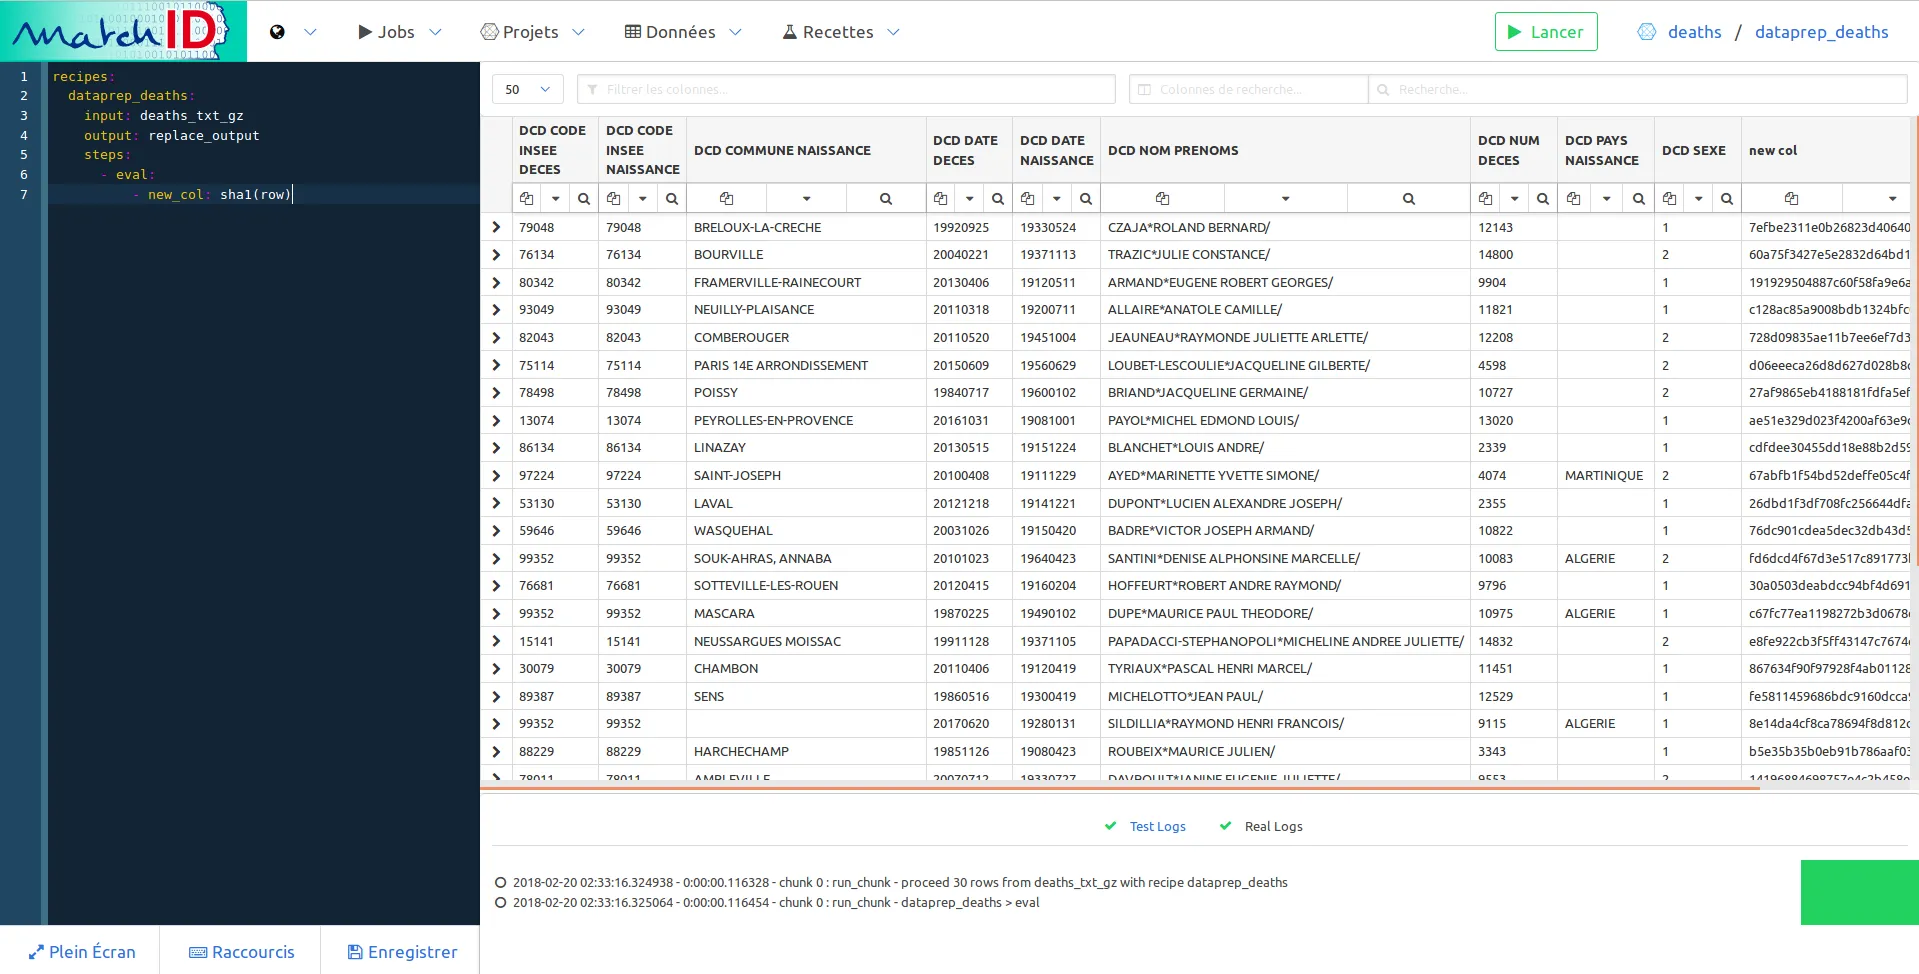 matchID
Jobs
Projets
Données
Recettes
Lancer
deaths / dataprep_deaths
1 recipes:
2 dataprep_deaths:
3 input: deaths_txt_gz
4 output: replace_output
5 steps:
6 - eval:
7 - new_col: sha1(row)
50
Filtrer les colonnes...
Colonnes de recherche...
Recherche...
DCD CODE INSEE DECES
DCD CODE INSEE NAISSANCE
DCD COMMUNE NAISSANCE
DCD DATE DECES
DCD DATE NAISSANCE
DCD NOM PRENOMS
DCD NUM DECES
DCD PAYS NAISSANCE
DCD SEXE
new col
79048 79048 BRELOUX-LA-CRECHE 19920925 19330524 CZAJA*ROLAND BERNARD/ 12143 1 7efbe2311e0b26823d40640
76134 76134 BOURVILLE 20040221 19371113 TRAZIC*JULIE CONSTANCE/ 14800 2 60a75f3427e5e2832d64bd1
80342 80342 FRAMERVILLE-RAINECOURT 20130406 19120511 ARMAND*EUGENE ROBERT GEORGES/ 9904 1 191929504887c60f58fa9e6a
93049 93049 NEUILLY-PLAISANCE 20110318 19200711 ALLAIRE*ANATOLE CAMILLE/ 11821 1 c128ac85a9008bdb1324bfc
82043 82043 COMBEROUGER 20110520 19451004 JEAUNEAU*RAYMONDE JULIETTE ARLETTE/ 12208 2 728d09835ae11b7ee6ef7d3
75114 75114 PARIS 14E ARRONDISSEMENT 20150609 19560629 LOUBET-LESCOULIE*JACQUELINE GILBERTE/ 4598 2 d06eeeca26d8d627d028b8c
78498 78498 POISSY 19840717 19600102 BRIAND*JACQUELINE GERMAINE/ 10727 2 27af9865eb4188181fdfa5ef
13074 13074 PEYROLLES-EN-PROVENCE 20161031 19081001 PAYOL*MICHEL EDMOND LOUIS/ 13020 1 ae51e329d023f4200af63e9c
86134 86134 LINAZAY 20130515 19151224 BLANCHET*LOUIS ANDRE/ 2339 1 cdfdee30455dd18e88b2d59
97224 97224 SAINT-JOSEPH 20100408 19111229 AYED*MARINETTE YVETTE SIMONE/ 4074 MARTINIQUE 2 67abfb1f54bd52deffe05c4f
53130 53130 LAVAL 20121218 19141221 DUPONT*LUCIEN ALEXANDRE JOSEPH/ 2355 1 26dbd1f3df708fc256644dfa
59646 59646 WASQUEHAL 20031026 19150420 BADRE*VICTOR JOSEPH ARMAND/ 10822 1 76dc901cdea5dec32db43d5
99352 99352 SOUK-AHRAS, ANNABA 20101023 19640423 SANTINI*DENISE ALPHONSINE MARCELLE/ 10083 ALGERIE 2 fd6dcd4f67d3e517c891773
76681 76681 SOTTEVILLE-LES-ROUEN 20120415 19160204 HOFFEURT*ROBERT ANDRE RAYMOND/ 9796 1 30a0503deabdcc94bf4d691
99352 99352 MASCARA 19870225 19490102 DUPE*MAURICE PAUL THEODORE/ 10975 ALGERIE 1 c67fc77ea1198272b3d0678
15141 15141 NEUSSARGUES MOISSAC 19911128 19371105 PAPADACCI-STEPHANOPOLI*MICHELINE ANDREE JULIETTE/ 14832 2 e8fe922cb3f5ff43147c7674
30079 30079 CHAMBON 20110406 19120419 TYRIAUX*PASCAL HENRI MARCEL/ 11451 1 867634f90f97928f4ab01128
89387 89387 SENS 19860516 19300419 MICHELOTTO*JEAN PAUL/ 12529 1 fe5811459686bdc9160dcca
99352 99352 20170620 19280131 SILDILLIA*RAYMOND HENRI FRANCOIS/ 9115 ALGERIE 1 8e14da4cf8ca78694f8d812
88229 88229 HARCHECHAMP 19851126 19080423 ROUBEIX*MAURICE JULIEN/ 3343 1 b5e35b35b0eb91b786aaf03
78011 78011 AMBLEVILLE 20070712 19330727 DAVROULT*JANINE EUGENIE JULIETTE/ 9553 2
Test Logs
Real Logs
2018-02-20 02:33:16.324938 - 0:00:00.116328 - chunk 0 : run_chunk - proceed 30 rows from deaths_txt_gz with recipe dataprep_deaths
2018-02-20 02:33:16.325064 - 0:00:00.116454 - chunk 0 : run_chunk - dataprep_deaths > eval
Plein Écran
Raccourcis
Enregistrer